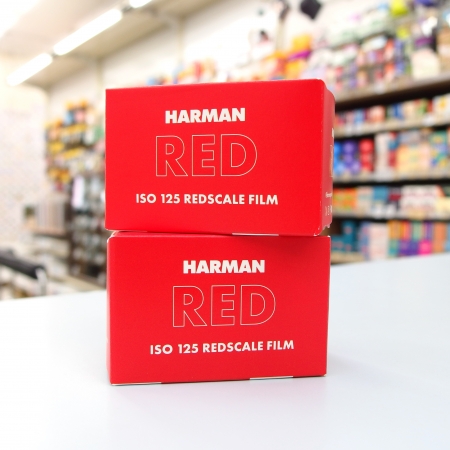 HARMAN
RED
ISO 125 REDSCALE FILM
HARMAN
RED
ISO 125 REDSCALE FILM